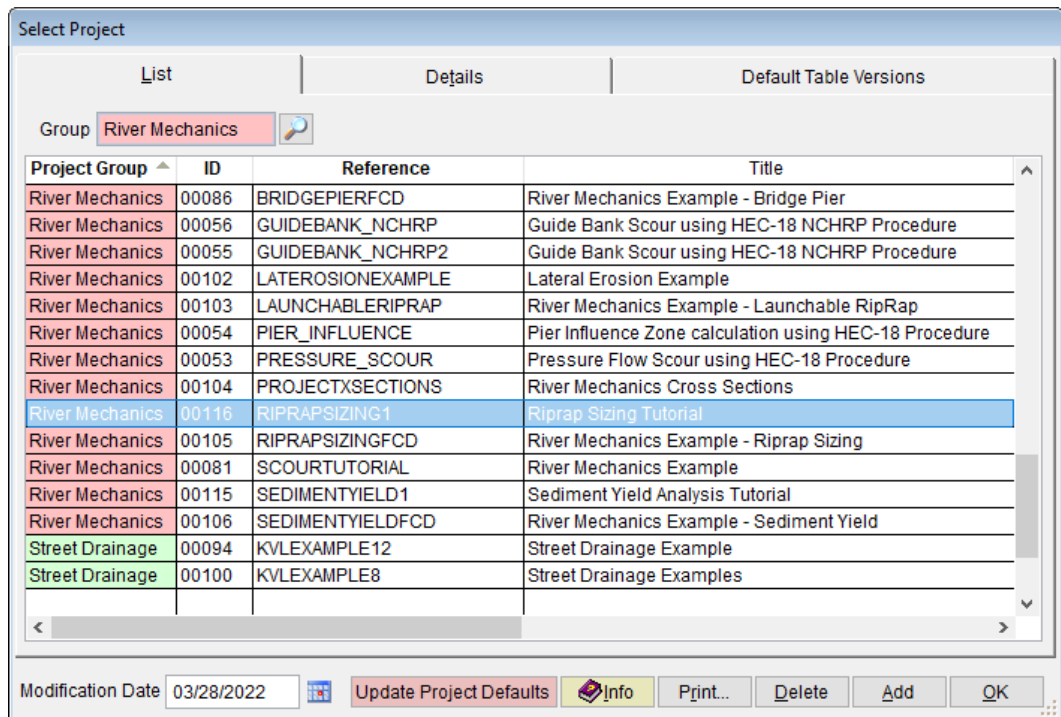 Select Project
List Details Default Table Versions
Group River Mechanics
Project Group ID Reference Title
River Mechanics 00086 BRIDGEPIERFCD River Mechanics Example - Bridge Pier
River Mechanics 00056 GUIDEBANK_NCHRP Guide Bank Scour using HEC-18 NCHRP Procedure
River Mechanics 00055 GUIDEBANK_NCHRP2 Guide Bank Scour using HEC-18 NCHRP Procedure
River Mechanics 00102 LATEROSIONEXAMPLE Lateral Erosion Example
River Mechanics 00103 LAUNCHABLERIPRAP River Mechanics Example - Launchable RipRap
River Mechanics 00054 PIER_INFLUENCE Pier Influence Zone calculation using HEC-18 Procedure
River Mechanics 00053 PRESSURE_SCOUR Pressure Flow Scour using HEC-18 Procedure
River Mechanics 00104 PROJECTXSECTIONS River Mechanics Cross Sections
River Mechanics 00116 RIPRAPSIZING1 Riprap Sizing Tutorial
River Mechanics 00105 RIPRAPSIZINGFCD River Mechanics Example - Riprap Sizing
River Mechanics 00081 SCOURTUTORIAL River Mechanics Example
River Mechanics 00115 SEDIMENTYIELD1 Sediment Yield Analysis Tutorial
River Mechanics 00106 SEDIMENTYIELDFCD River Mechanics Example - Sediment Yield
Street Drainage 00094 KVLEXAMPLE12 Street Drainage Example
Street Drainage 00100 KVLEXAMPLE8 Street Drainage Examples
Modification Date 03/28/2022 Update Project Defaults Info Print... Delete Add OK